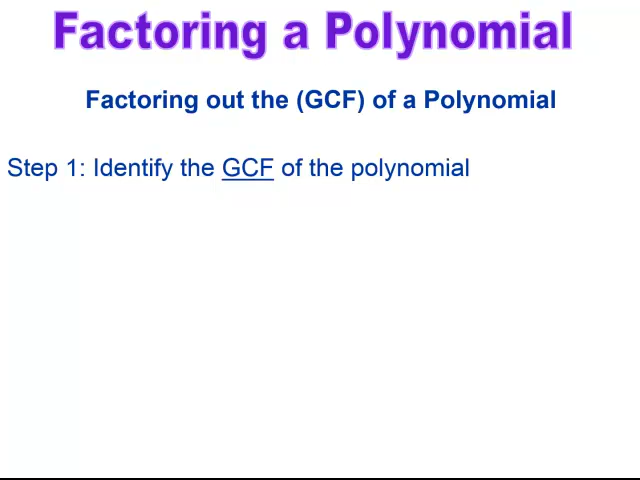 Factoring a Polynomial
Factoring out the (GCF) of a Polynomial
Step 1: Identify the GCF of the polynomial